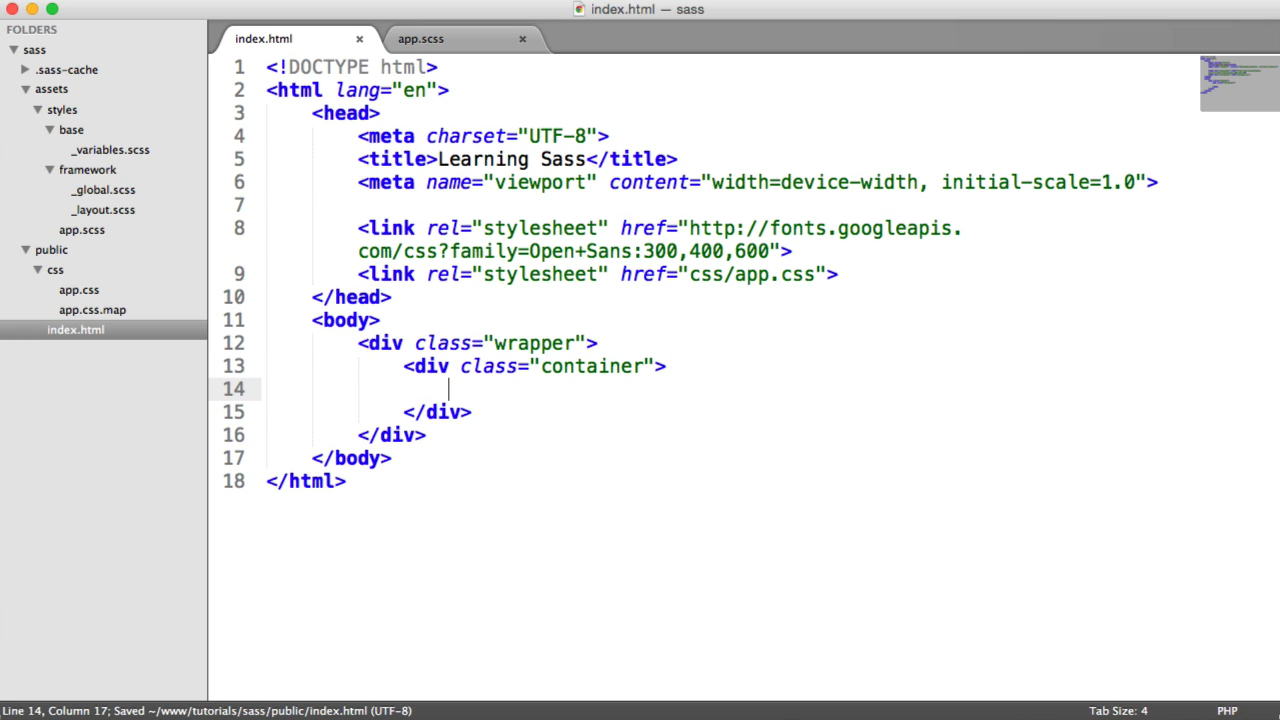 index.html — sass
FOLDERS
sass
.sass-cache
assets
styles
base
_variables.scss
framework
_global.scss
_layout.scss
app.scss
public
css
app.css
app.css.map
index.html
index.html
app.scss
1 <!DOCTYPE html>
2 <html lang="en">
3 <head>
4 <meta charset="UTF-8">
5 <title>Learning Sass</title>
6 <meta name="viewport" content="width=device-width, initial-scale=1.0">
7
8 <link rel="stylesheet" href="http://fonts.googleapis.
com/css?family=Open+Sans:300,400,600">
9 <link rel="stylesheet" href="css/app.css">
10 </head>
11 <body>
12 <div class="wrapper">
13 <div class="container">
14
15 </div>
16 </div>
17 </body>
18 </html>
Line 14, Column 17; Saved ~/www/tutorials/sass/public/index.html (UTF-8)
Tab Size: 4
PHP